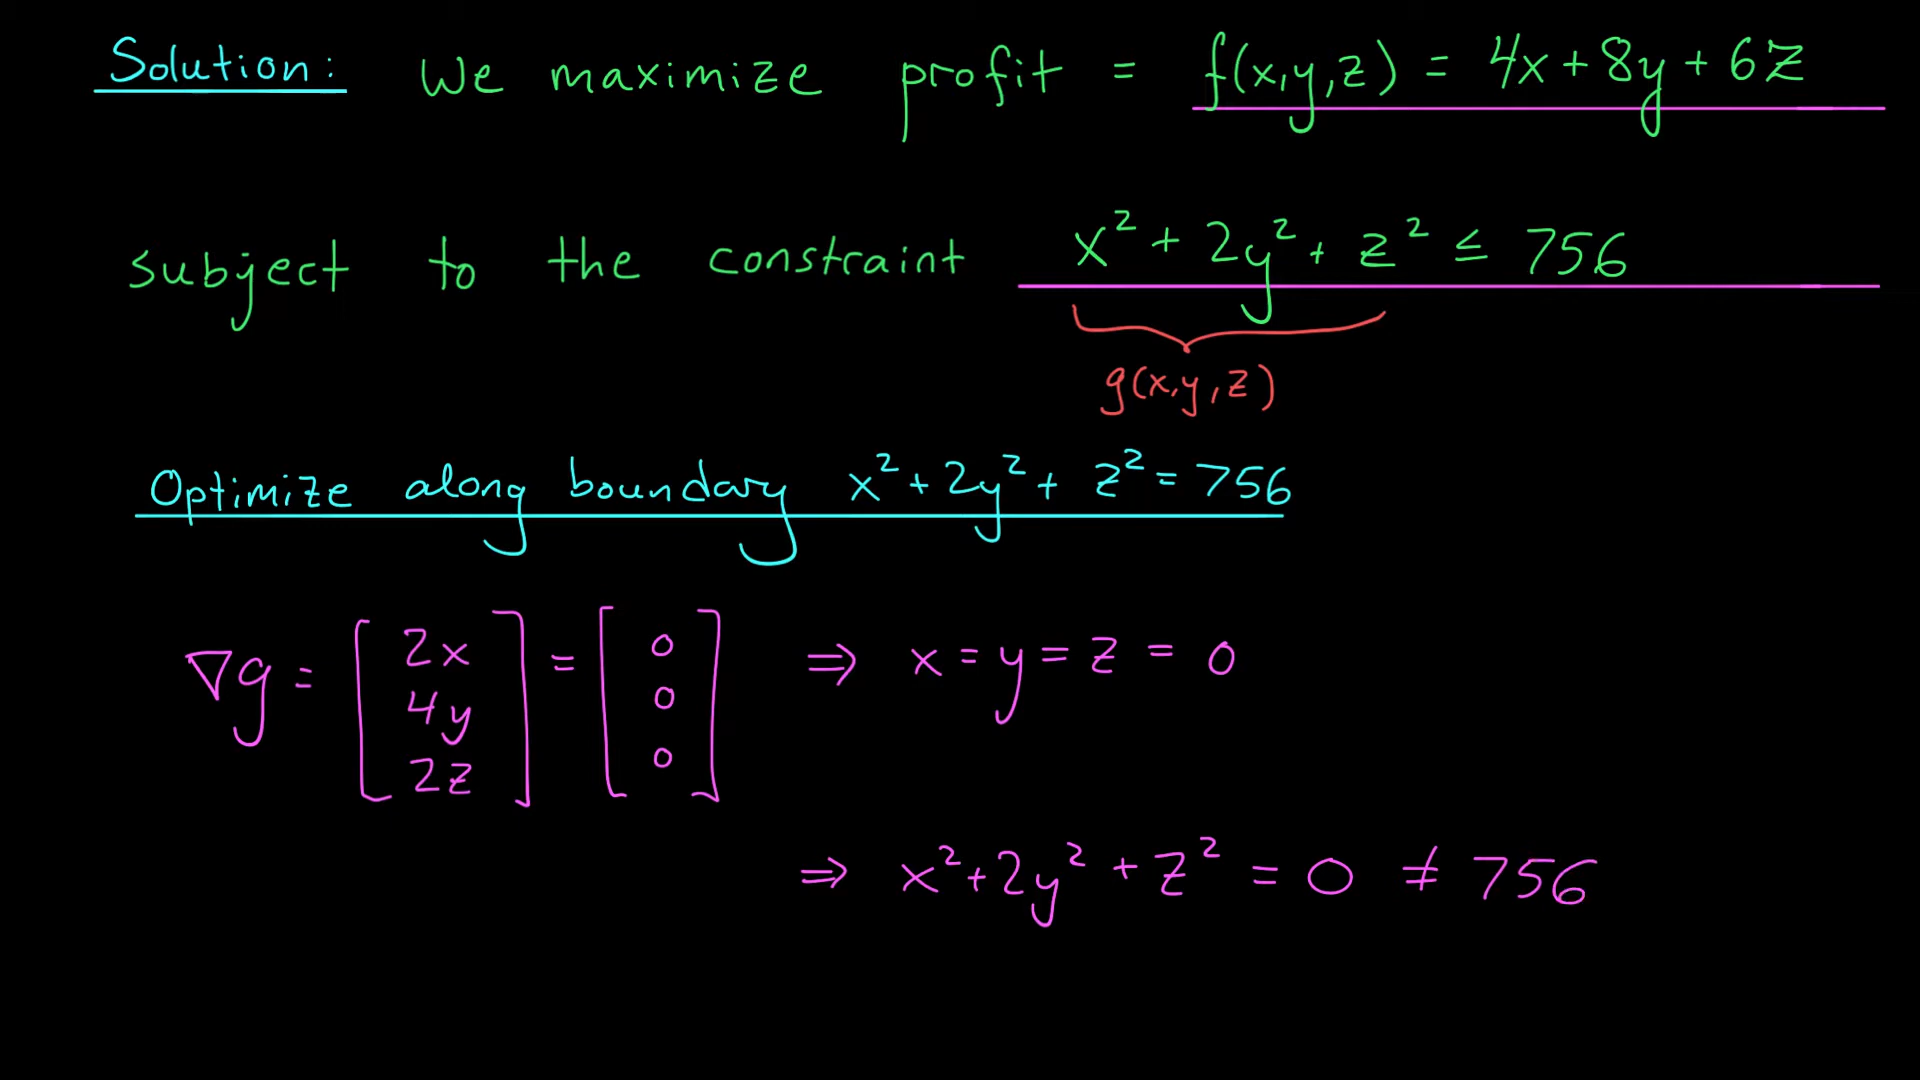 Solution: We maximize profit = f(x,y,z) = 4x + 8y + 6z
subject to the constraint x² + 2y² + z² ≤ 756
g(x,y,z)
Optimize along boundary x² + 2y² + z² = 756
∇g = [2x 4y 2z] = [0 0 0] ⇒ x = y = z = 0
⇒ x² + 2y² + z² = 0 ≠ 756